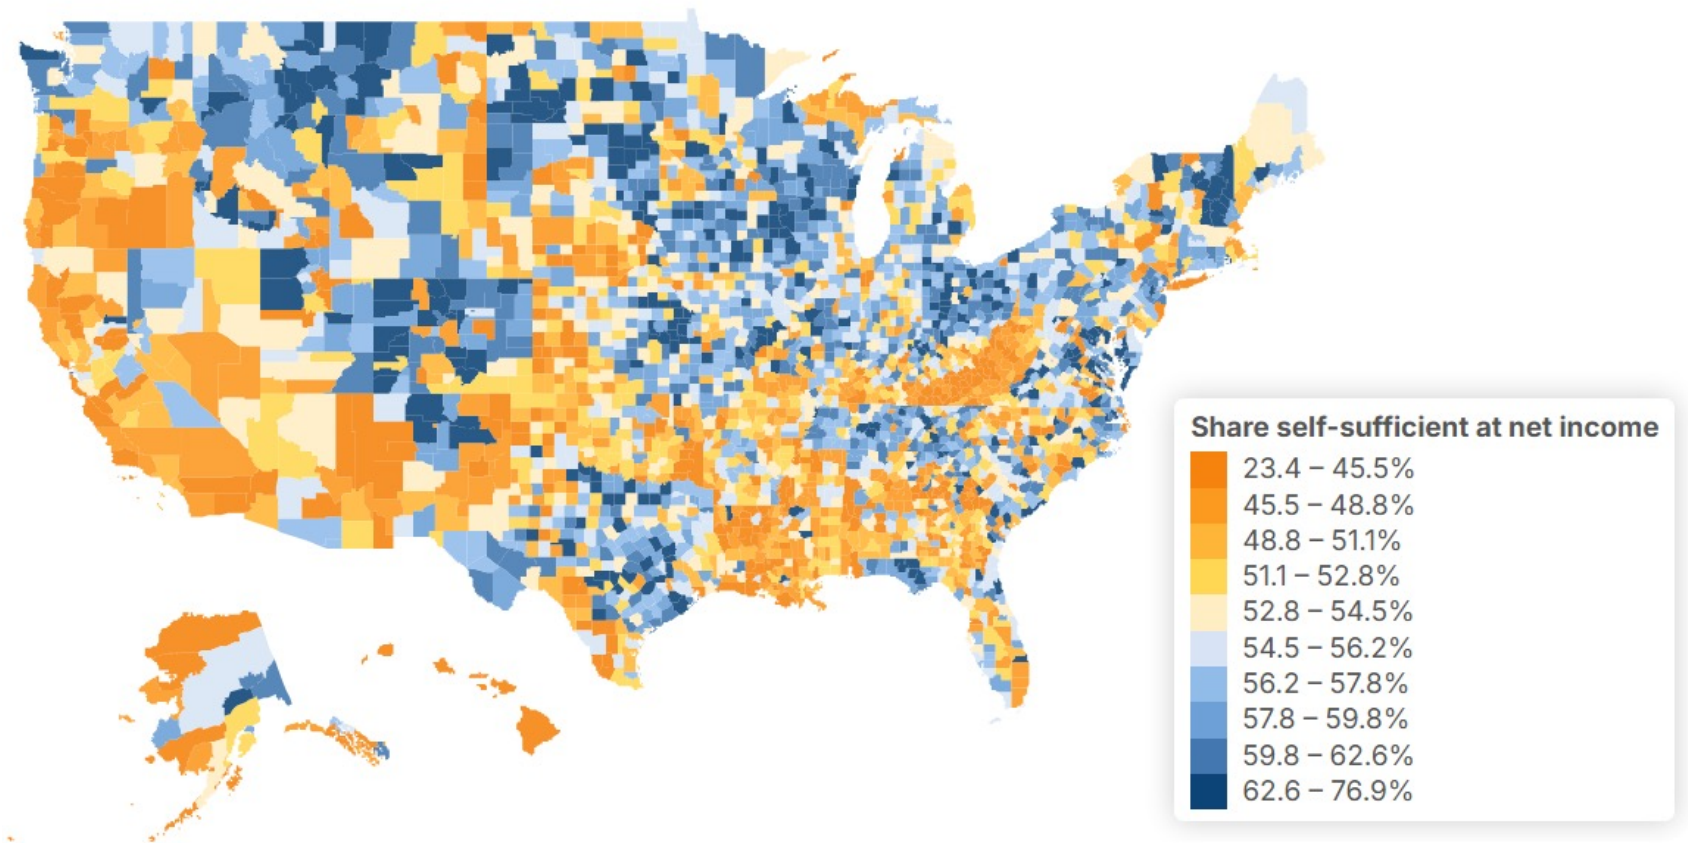 Share self-sufficient at net income
23.4 – 45.5%
45.5 – 48.8%
48.8 – 51.1%
51.1 – 52.8%
52.8 – 54.5%
54.5 – 56.2%
56.2 – 57.8%
57.8 – 59.8%
59.8 – 62.6%
62.6 – 76.9%